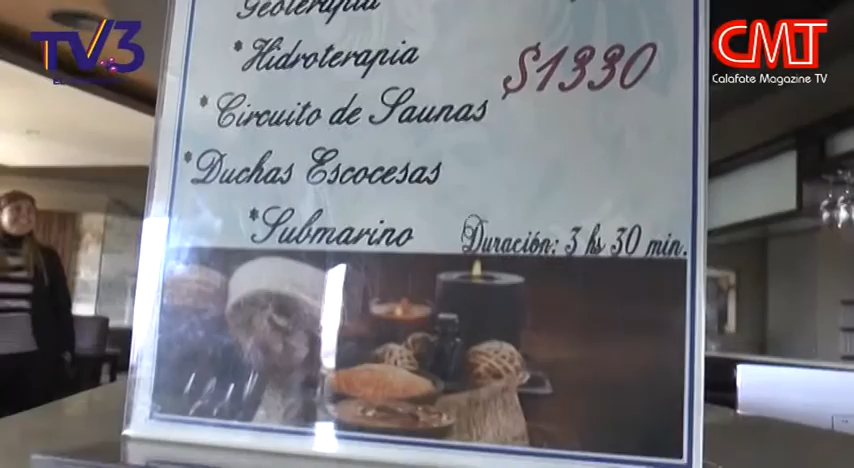 TV3
CMT
Calafate Magazine TV
Geoterapia
*Hidroterapia
$1330
*Circuito de Saunas
*Duchas Escocesas
*Submarino
Duración: 3 hs 30 min.